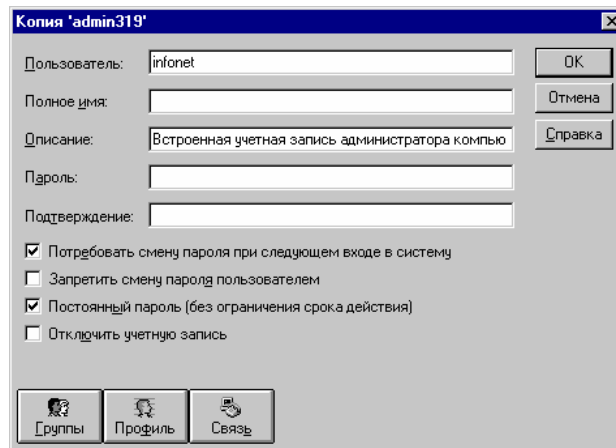 Копия 'admin319'
Пользователь: infonet
OK
Полное имя:
Отмена
Описание: Встроенная учетная запись администратора компью
Справка
Пароль:
Подтверждение:
Потребовать смену пароля при следующем входе в систему
Запретить смену пароля пользователем
Постоянный пароль (без ограничения срока действия)
Отключить учетную запись
Группы Профиль Связь